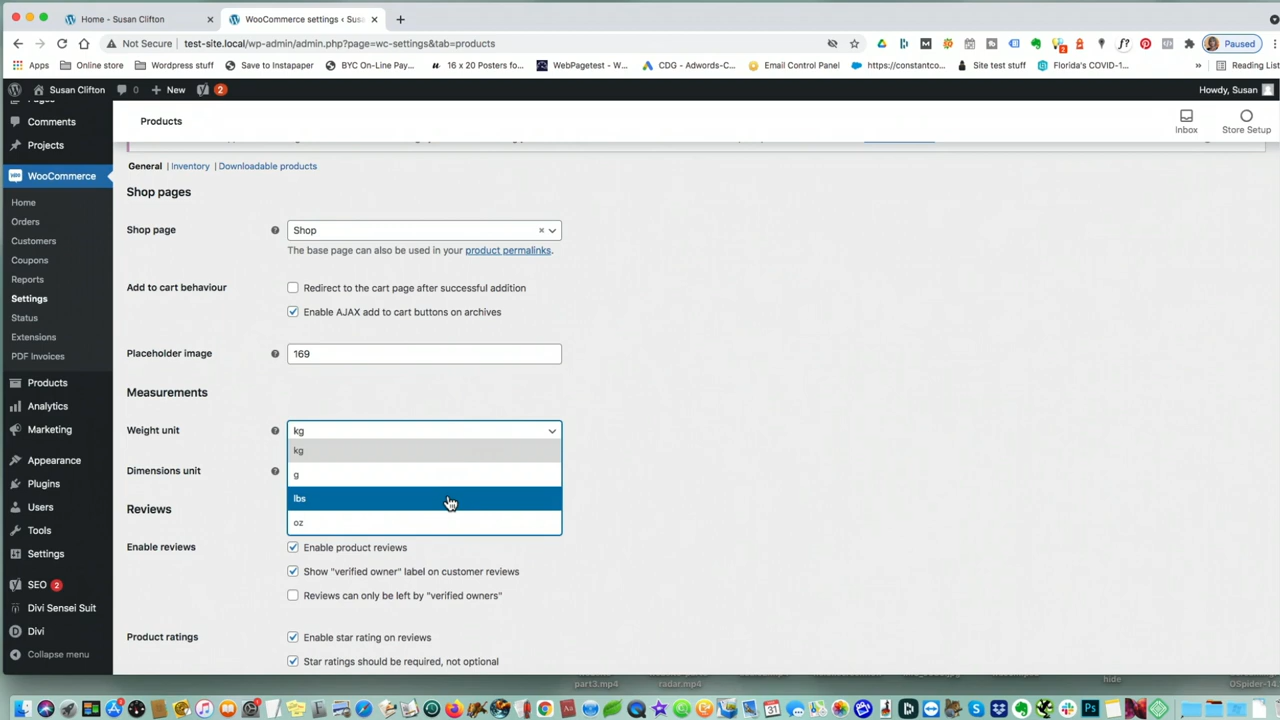 Home - Susan Clifton
WooCommerce settings < Sus
Not Secure
test-site.local/wp-admin/admin.php?page=wc-settings&tab=products
Paused
Apps
Online store
Wordpress stuff
Save to Instapaper
BYC On-Line Pay...
16 x 20 Posters fo...
WebPagetest - W...
CDG - Adwords-C...
Email Control Panel
https://constantco...
Site test stuff
Florida's COVID-1...
»
Reading List
Susan Clifton
0
New
2
Howdy, Susan
Comments
Projects
WooCommerce
Home
Orders
Customers
Coupons
Reports
Settings
Status
Extensions
PDF Invoices
Products
Analytics
Marketing
Appearance
Plugins
Users
Tools
Settings
SEO 2
Divi Sensei Suit
Divi
Collapse menu
Products
Inbox
Store Setup
General | Inventory | Downloadable products
Shop pages
Shop page
Shop
The base page can also be used in your product permalinks.
Add to cart behaviour
Redirect to the cart page after successful addition
Enable AJAX add to cart buttons on archives
Placeholder image
169
Measurements
Weight unit
kg
kg
g
lbs
oz
Dimensions unit
Reviews
Enable reviews
Enable product reviews
Show "verified owner" label on customer reviews
Reviews can only be left by "verified owners"
Product ratings
Enable star rating on reviews
Star ratings should be required, not optional
part3.mp4
radar.mp4
hide
OSpider-14.